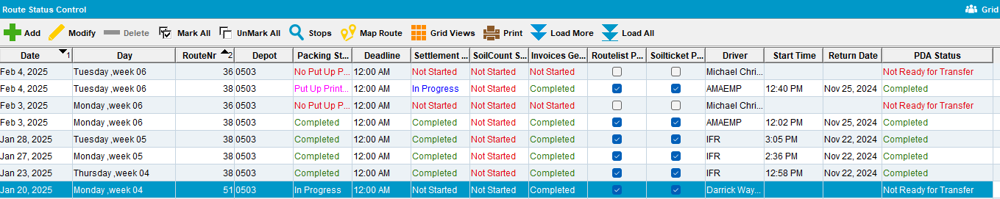 Route Status Control Grid
Add Modify Delete Mark All UnMark All Stops Map Route Grid Views Print Load More Load All
Date 1 Day RouteNr 2 Depot Packing St... Deadline Settlement ... SoilCount S... Invoices Ge... Routelist P... Soilticket P... Driver Start Time Return Date PDA Status
Feb 4, 2025 Tuesday ,week 06 36 0503 No Put Up P... 12:00 AM Not Started Not Started Not Started Michael Chri... Not Ready for Transfer
Feb 4, 2025 Tuesday ,week 06 38 0503 Put Up Print... 12:00 AM In Progress Not Started Completed AMAEMP 12:40 PM Nov 25, 2024 Completed
Feb 3, 2025 Monday ,week 06 36 0503 No Put Up P... 12:00 AM Not Started Not Started Not Started Michael Chri... Not Ready for Transfer
Feb 3, 2025 Monday ,week 06 38 0503 Completed 12:00 AM Completed Not Started Completed AMAEMP 12:02 PM Nov 25, 2024 Completed
Jan 28, 2025 Tuesday ,week 05 38 0503 Completed 12:00 AM Completed Not Started Completed IFR 3:05 PM Nov 22, 2024 Completed
Jan 27, 2025 Monday ,week 05 38 0503 Completed 12:00 AM Completed Not Started Completed IFR 2:36 PM Nov 22, 2024 Completed
Jan 23, 2025 Thursday ,week 04 38 0503 Completed 12:00 AM Completed Not Started Completed IFR 12:58 PM Nov 22, 2024 Completed
Jan 20, 2025 Monday ,week 04 51 0503 In Progress 12:00 AM Not Started Not Started Completed Darrick Way... Not Ready for Transfer